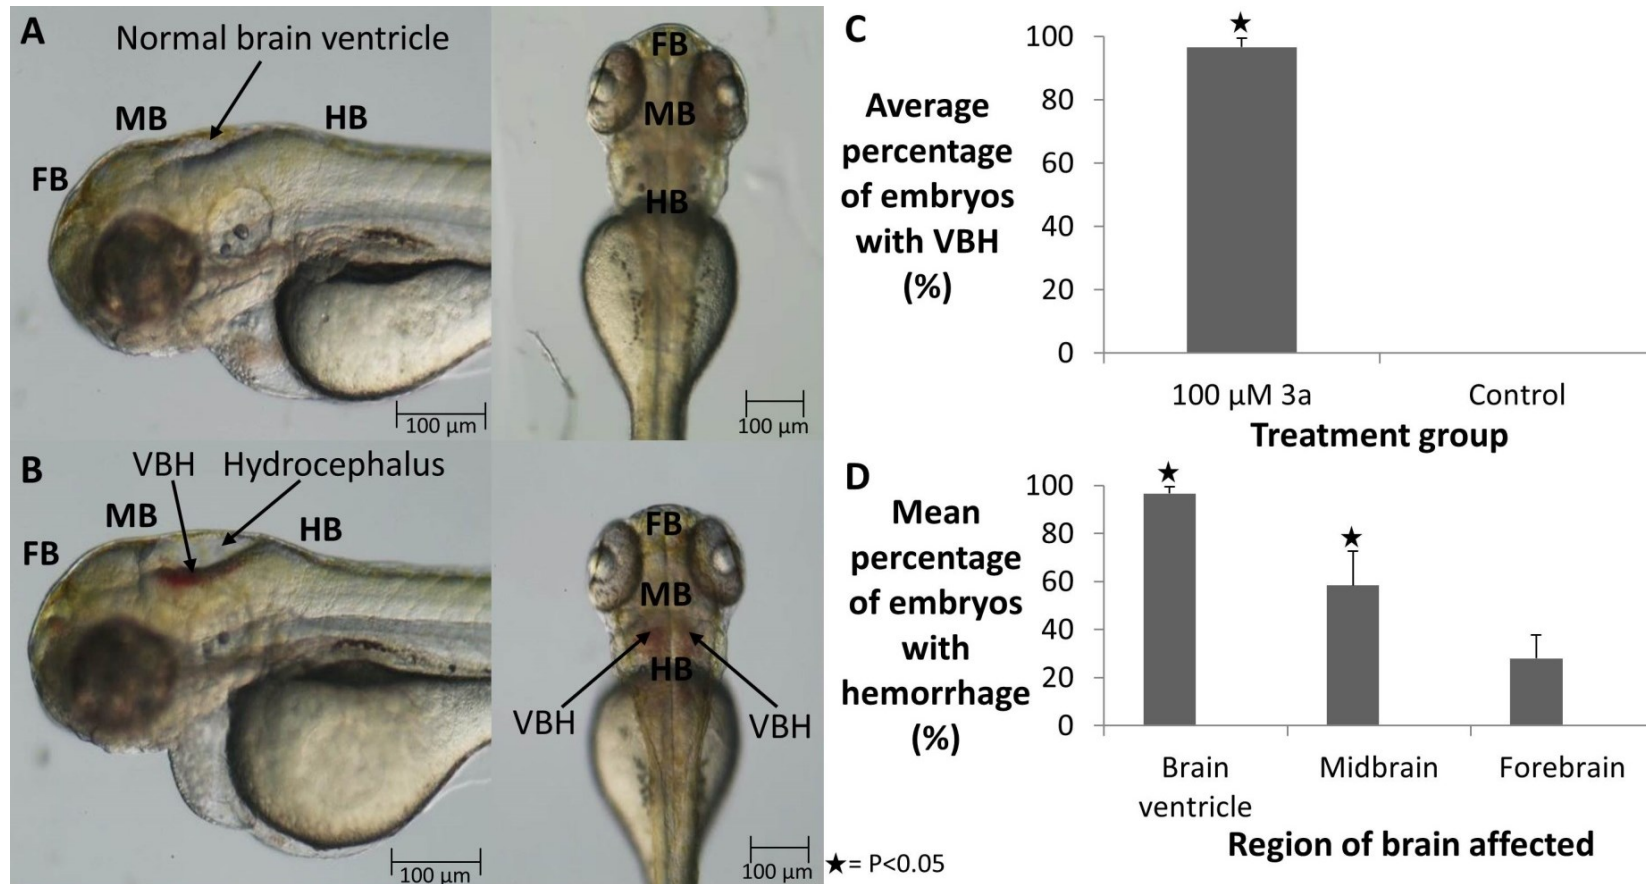 A
Normal brain ventricle
MB
HB
FB
100 µm
FB
MB
HB
100 µm
B
VBH
Hydrocephalus
MB
HB
FB
100 µm
FB
MB
HB
VBH
VBH
100 µm
C
Average
percentage
of embryos
with VBH
(%)
★
100
80
60
40
20
0
100 µM 3a
Control
Treatment group
D
Mean
percentage
of embryos
with
hemorrhage
(%)
★
★
100
80
60
40
20
0
Brain
ventricle
Midbrain
Forebrain
Region of brain affected
★= P<0.05